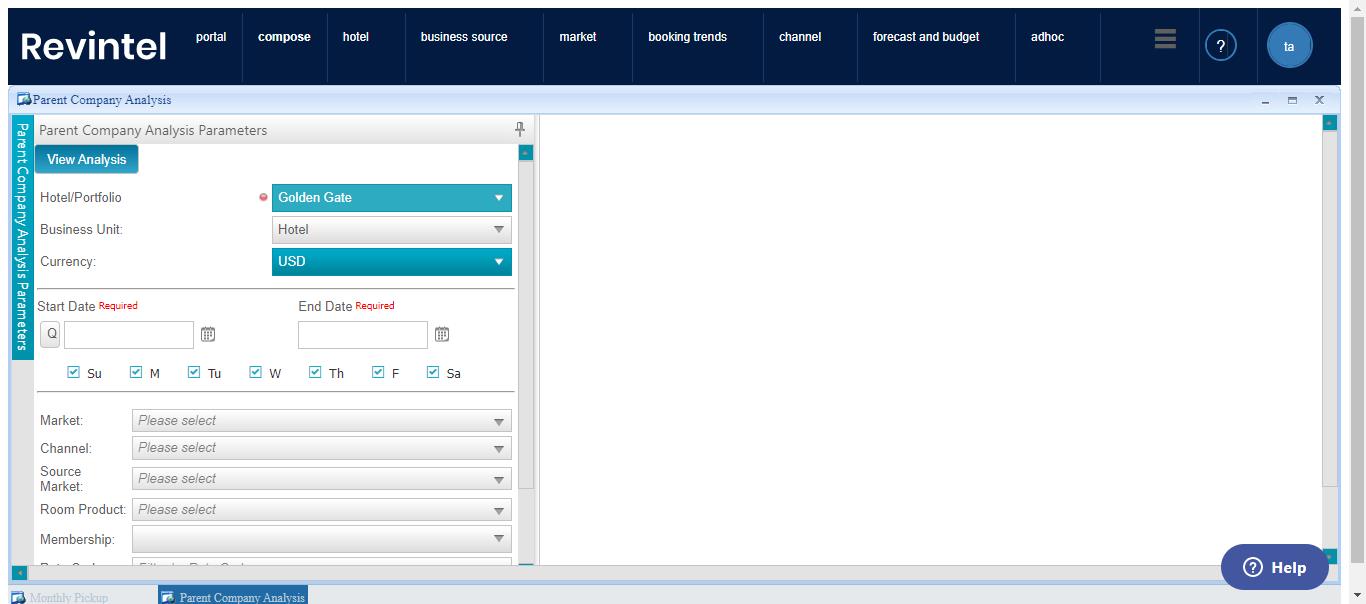 Revintel
portal
compose
hotel
business source
market
booking trends
channel
forecast and budget
adhoc
?
ta
Parent Company Analysis
Parent Company Analysis Parameters
Parent Company Analysis Parameters
View Analysis
Hotel/Portfolio
Golden Gate
Business Unit:
Hotel
Currency:
USD
Start Date Required
End Date Required
Q
Su M Tu W Th F Sa
Market:
Please select
Channel:
Please select
Source
Market:
Please select
Room Product:
Please select
Membership:
? Help
Monthly Pickup
Parent Company Analysis